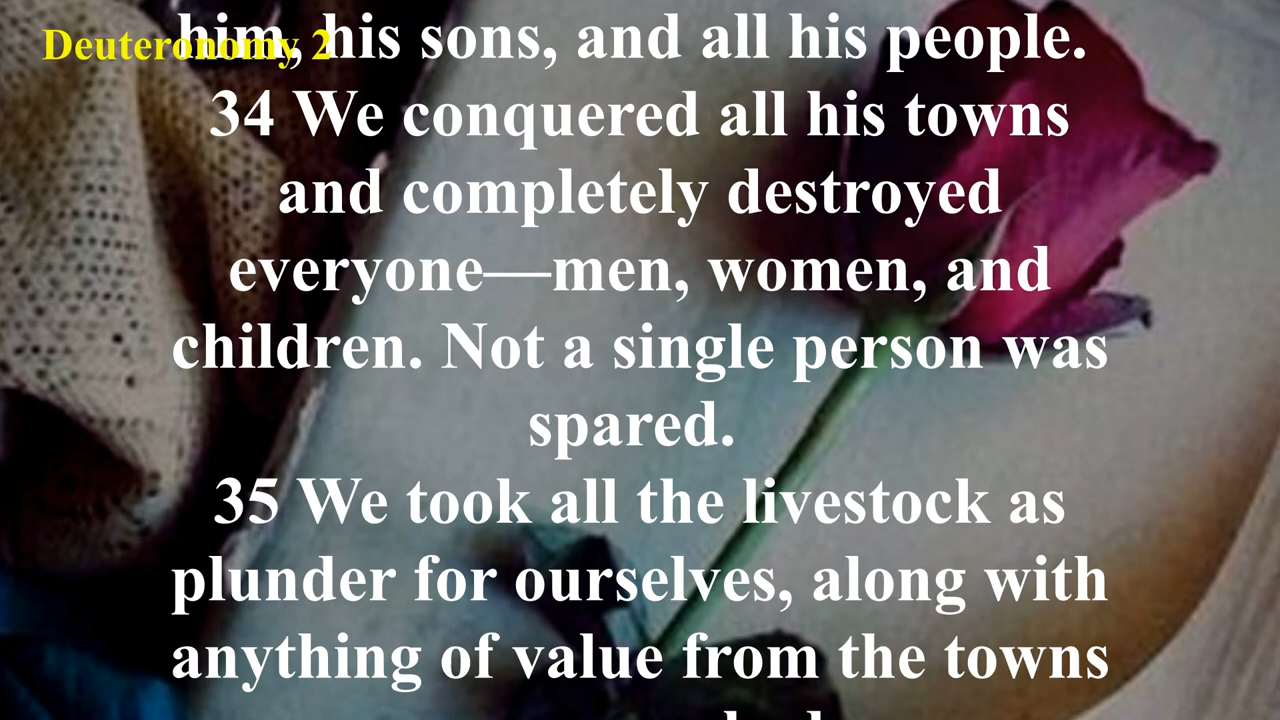 Deuteronomy 2
him, his sons, and all his people.
34 We conquered all his towns
and completely destroyed
everyone—men, women, and
children. Not a single person was
spared.
35 We took all the livestock as
plunder for ourselves, along with
anything of value from the towns